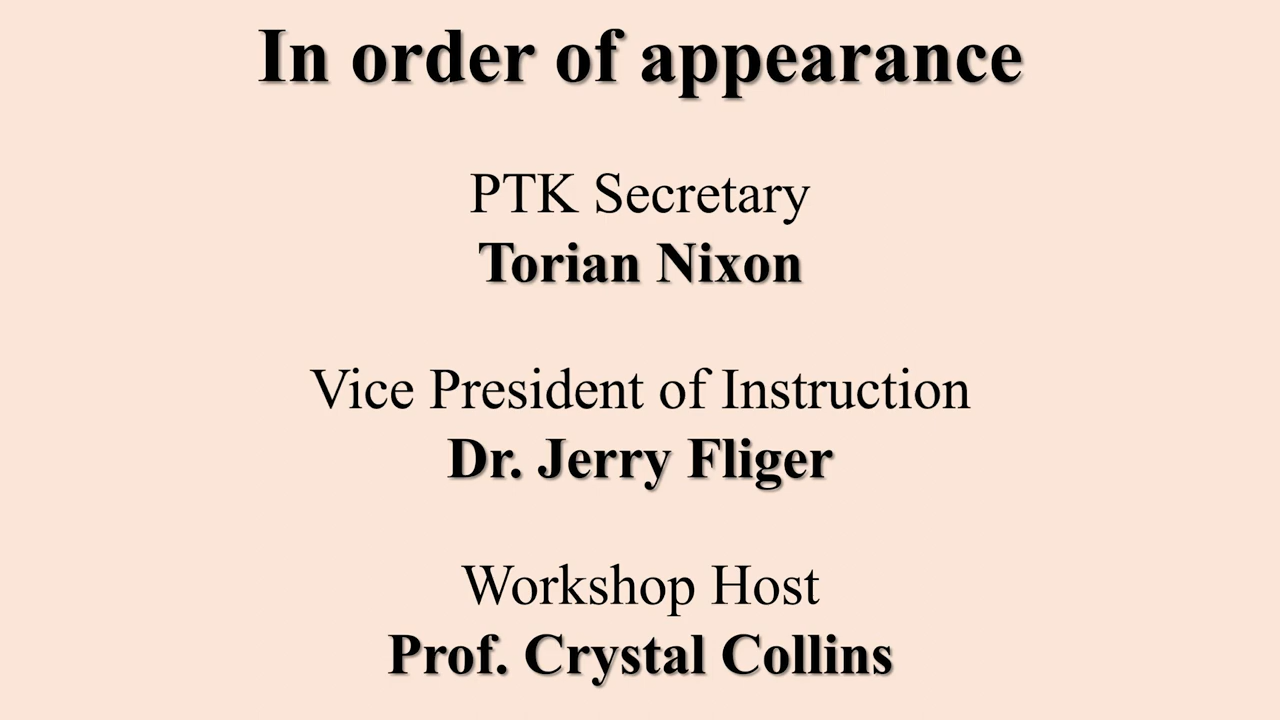 In order of appearance
PTK Secretary
Torian Nixon
Vice President of Instruction
Dr. Jerry Fliger
Workshop Host
Prof. Crystal Collins